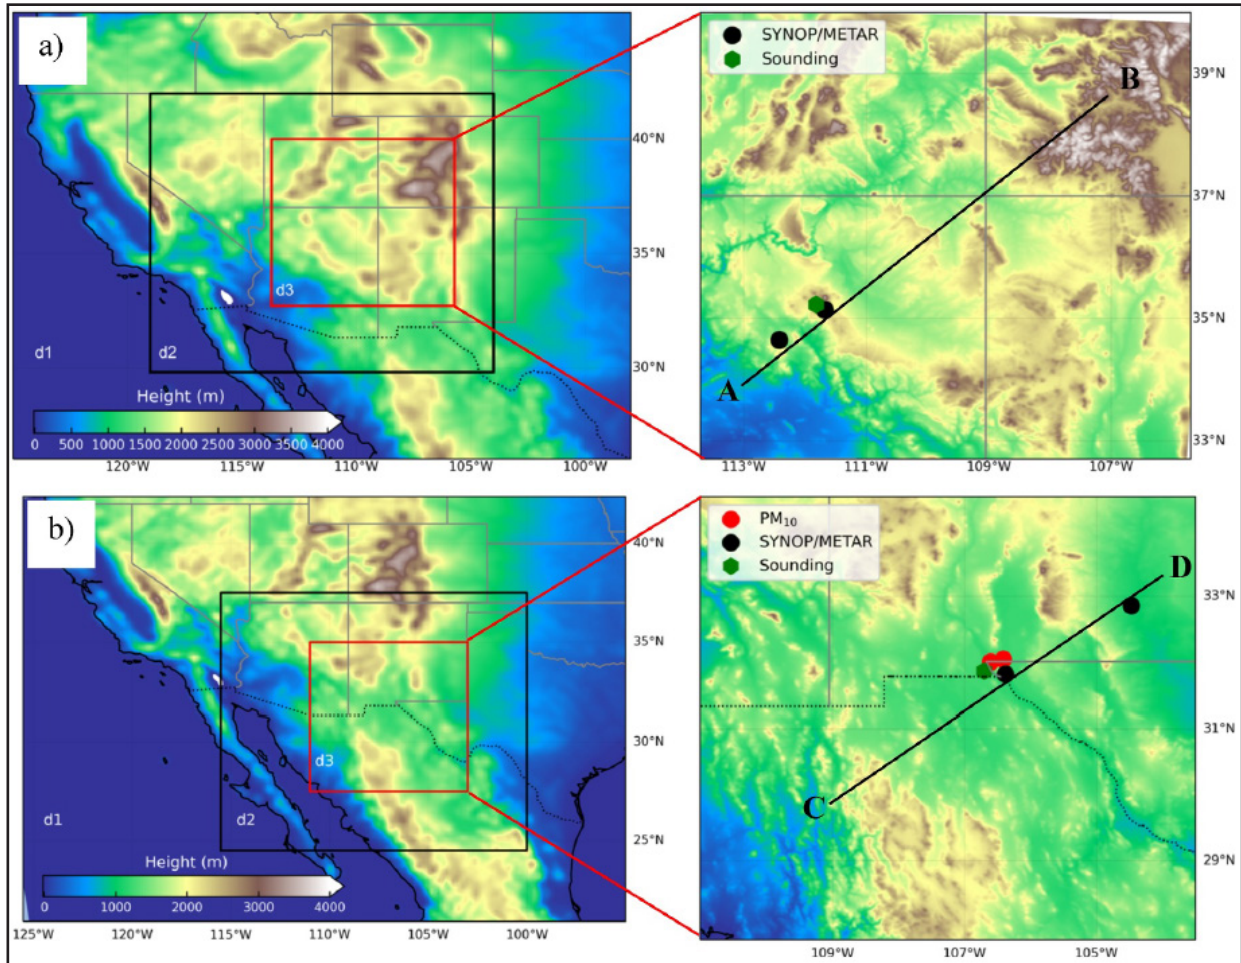 a)
d1
d2
d3
Height (m)
0 500 1000 1500 2000 2500 3000 3500 4000
40°N
35°N
30°N
120°W 115°W 110°W 105°W 100°W
SYNOP/METAR
Sounding
A
B
39°N
37°N
35°N
33°N
113°W 111°W 109°W 107°W
b)
d1
d2
d3
Height (m)
0 1000 2000 3000 4000
40°N
35°N
30°N
25°N
125°W 120°W 115°W 110°W 105°W 100°W
PM₁₀
SYNOP/METAR
Sounding
C
D
33°N
31°N
29°N
109°W 107°W 105°W